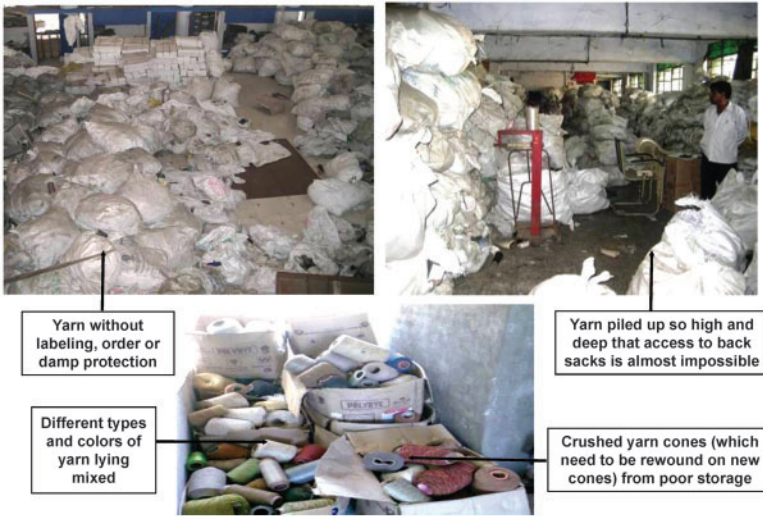 Yarn without
labeling, order or
damp protection
Yarn piled up so high and
deep that access to back
sacks is almost impossible
Different types
and colors of
yarn lying
mixed
Crushed yarn cones (which
need to be rewound on new
cones) from poor storage